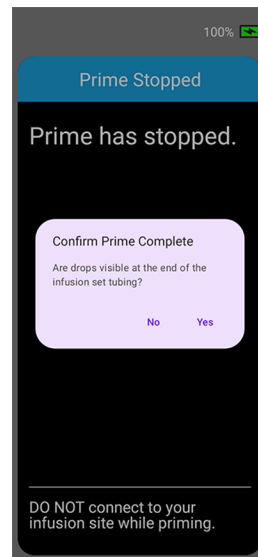 100%
Prime Stopped
Prime has stopped.
Confirm Prime Complete
Are drops visible at the end of the
infusion set tubing?
No Yes
DO NOT connect to your
infusion site while priming.